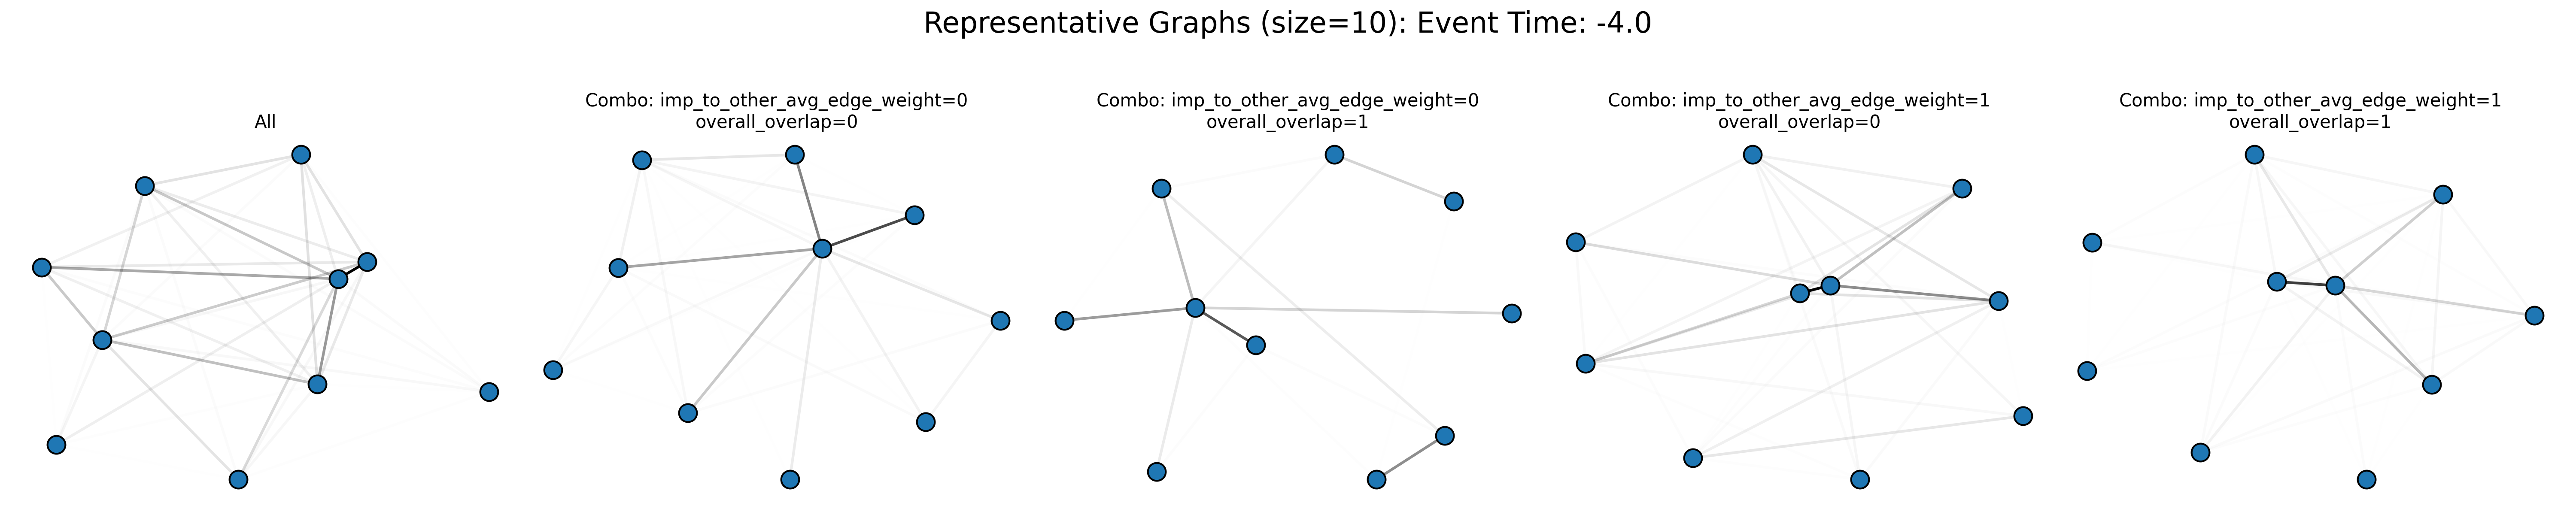 Representative Graphs (size=10): Event Time: -4.0
All
Combo: imp_to_other_avg_edge_weight=0
overall_overlap=0
Combo: imp_to_other_avg_edge_weight=0
overall_overlap=1
Combo: imp_to_other_avg_edge_weight=1
overall_overlap=0
Combo: imp_to_other_avg_edge_weight=1
overall_overlap=1